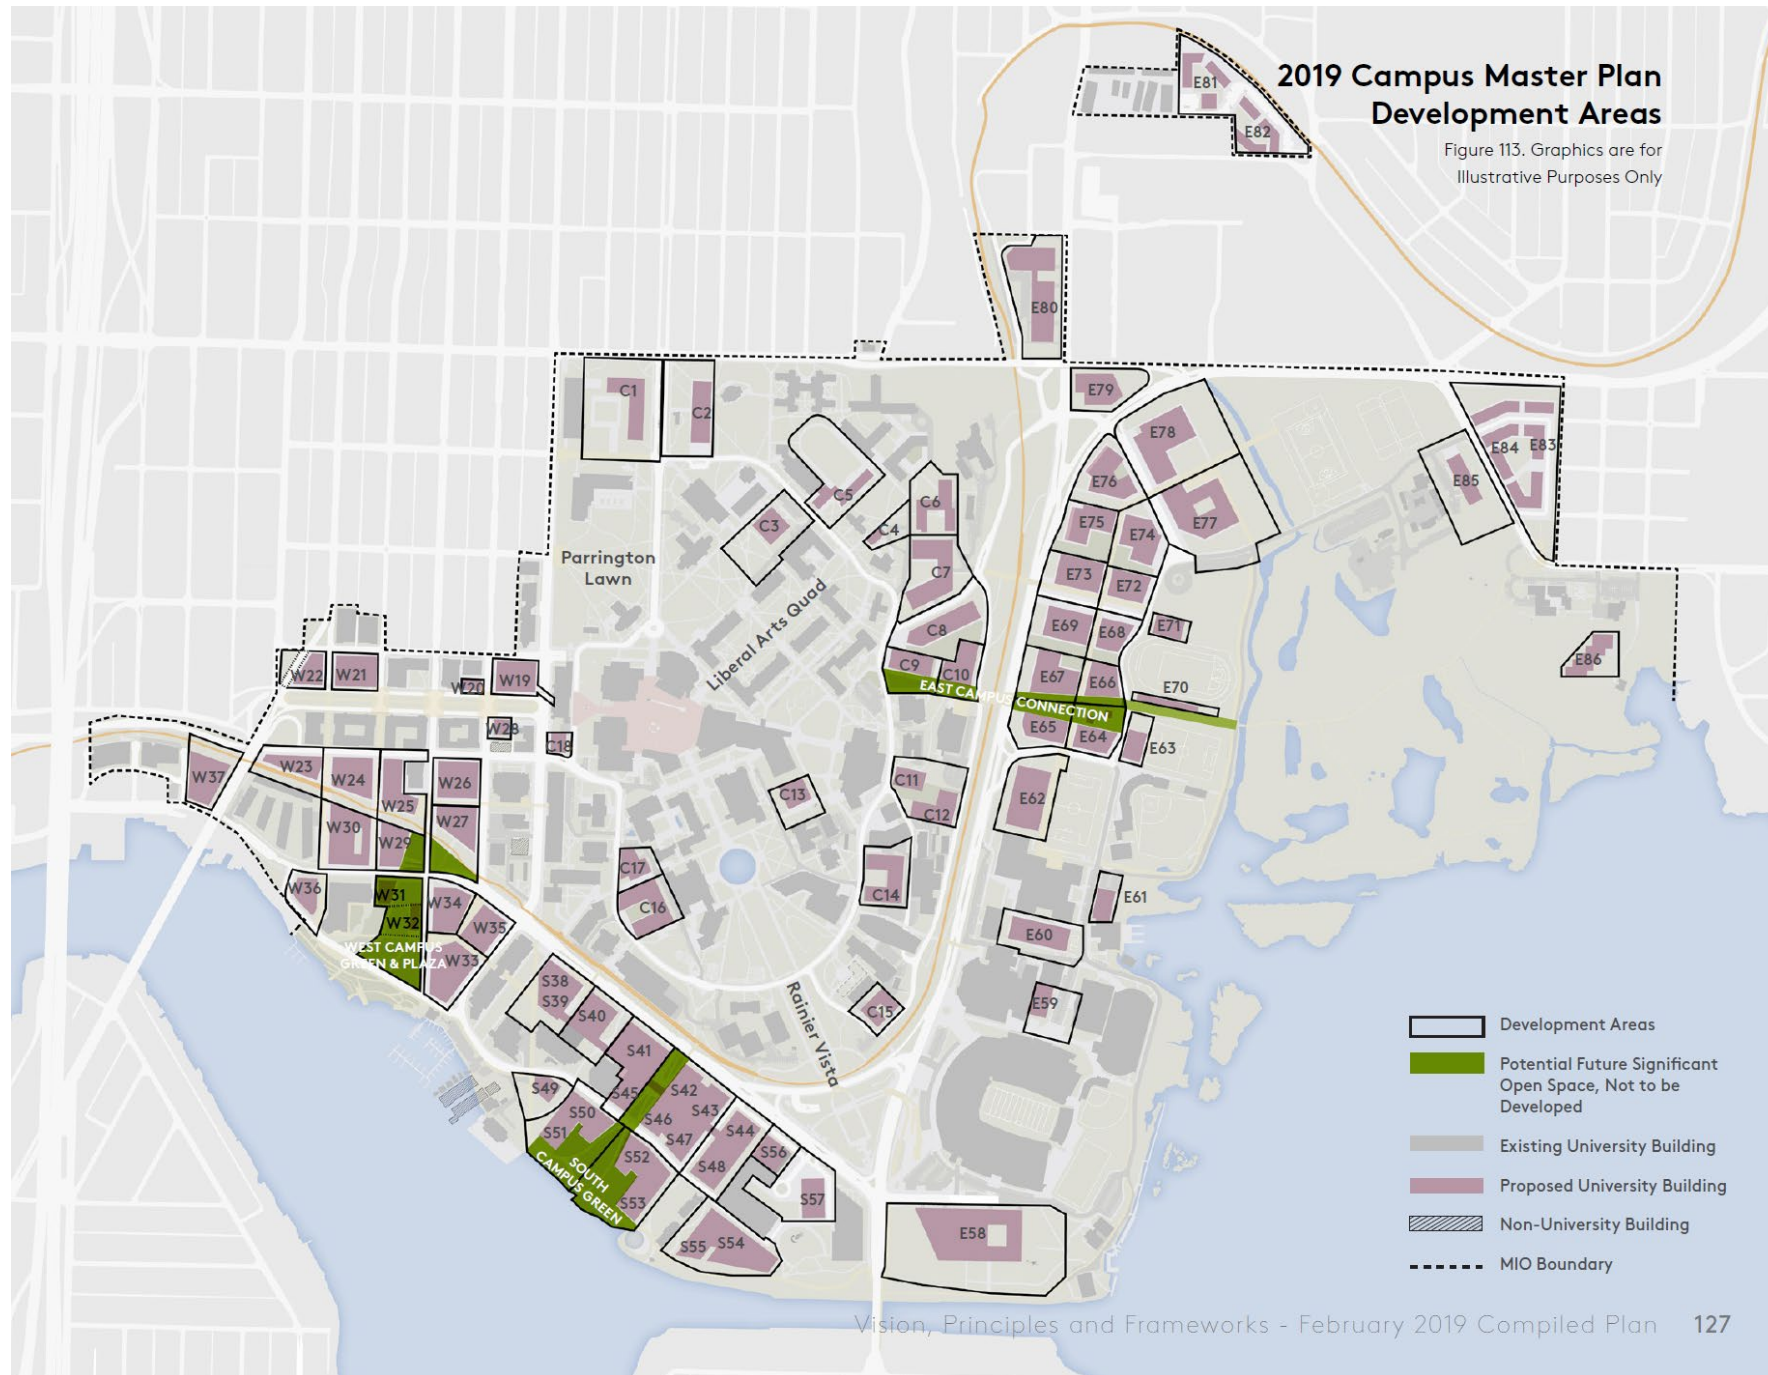 2019 Campus Master Plan
Development Areas
Figure 113. Graphics are for
Illustrative Purposes Only
E81
E82
E80
C1
C2
E79
E78
E84
E83
E85
E76
C5
C6
C3
C4
E75
E74
E77
Parrington
Lawn
Liberal Arts Quad
C7
E73
E72
C8
E69
E68
E71
E86
C9
C10
E67
E66
E70
EAST CAMPUS CONNECTION
W22
W21
W20
W19
W28
C18
E65
E64
E63
W37
W23
W24
W25
W26
C11
C12
C13
E62
W30
W29
W27
C17
C14
C16
E61
W36
W31
W32
W34
W35
WEST CAMPUS
GREEN & PLAZA
W33
E60
S38
S39
S40
Rainier Vista
C15
E59
S41
S42
S45
S43
S46
S47
S44
S48
S49
S50
S51
S52
S53
SOUTH
CAMPUS GREEN
S56
S57
S55
S54
E58
Development Areas
Potential Future Significant
Open Space, Not to be
Developed
Existing University Building
Proposed University Building
Non-University Building
MIO Boundary
Vision, Principles and Frameworks - February 2019 Compiled Plan 127